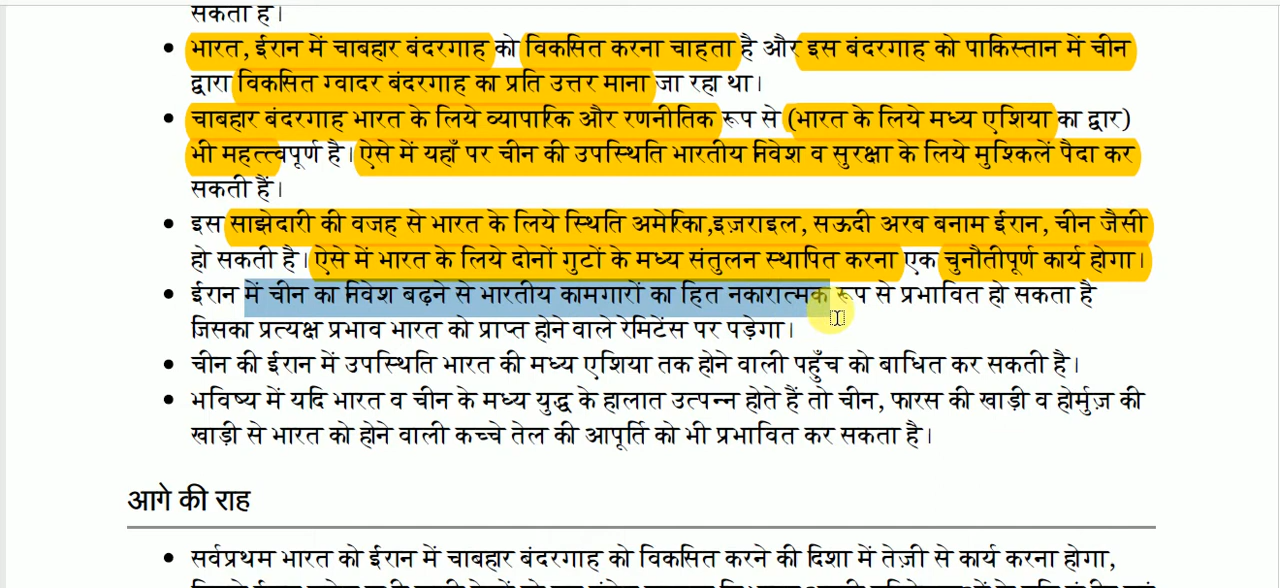 सकता है।
भारत, ईरान में चाबहार बंदरगाह को विकसित करना चाहता है और इस बंदरगाह को पाकिस्तान में चीन
द्वारा विकसित ग्वादर बंदरगाह का प्रति उत्तर माना जा रहा था।
चाबहार बंदरगाह भारत के लिये व्यापारिक और रणनीतिक रूप से (भारत के लिये मध्य एशिया का द्वार)
भी महत्त्वपूर्ण है। ऐसे में यहाँ पर चीन की उपस्थिति भारतीय निवेश व सुरक्षा के लिये मुश्किलें पैदा कर
सकती हैं।
इस साझेदारी की वजह से भारत के लिये स्थिति अमेरिका,इज़राइल, सऊदी अरब बनाम ईरान, चीन जैसी
हो सकती है। ऐसे में भारत के लिये दोनों गुटों के मध्य संतुलन स्थापित करना एक चुनौतीपूर्ण कार्य होगा।
ईरान में चीन का निवेश बढ़ने से भारतीय कामगारों का हित नकारात्मक रूप से प्रभावित हो सकता है
जिसका प्रत्यक्ष प्रभाव भारत को प्राप्त होने वाले रेमिटेंस पर पड़ेगा।
चीन की ईरान में उपस्थिति भारत की मध्य एशिया तक होने वाली पहुँच को बाधित कर सकती है।
भविष्य में यदि भारत व चीन के मध्य युद्ध के हालात उत्पन्न होते हैं तो चीन, फारस की खाड़ी व होर्मुज़ की
खाड़ी से भारत को होने वाली कच्चे तेल की आपूर्ति को भी प्रभावित कर सकता है।
आगे की राह
सर्वप्रथम भारत को ईरान में चाबहार बंदरगाह को विकसित करने की दिशा में तेज़ी से कार्य करना होगा,